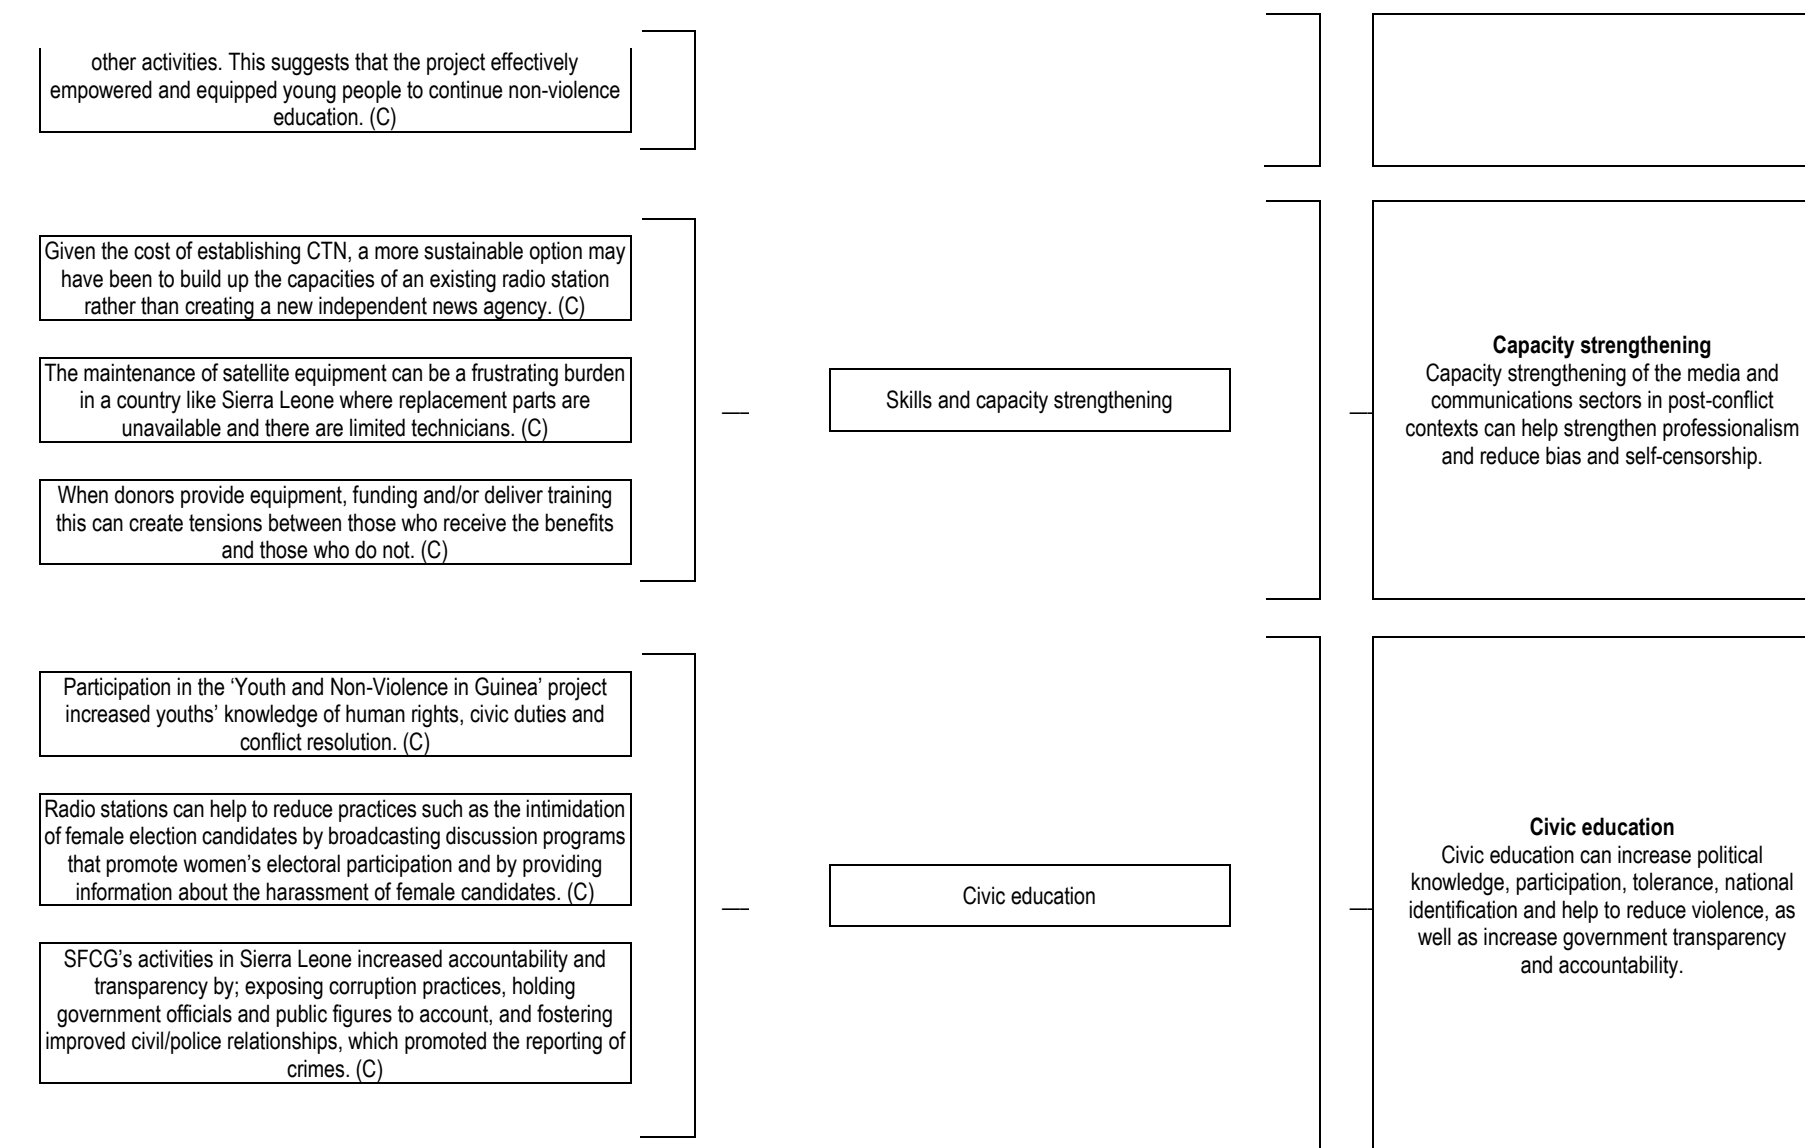 other activities. This suggests that the project effectively
empowered and equipped young people to continue non-violence
education. (C)
Given the cost of establishing CTN, a more sustainable option may
have been to build up the capacities of an existing radio station
rather than creating a new independent news agency. (C)
The maintenance of satellite equipment can be a frustrating burden
in a country like Sierra Leone where replacement parts are
unavailable and there are limited technicians. (C)
When donors provide equipment, funding and/or deliver training
this can create tensions between those who receive the benefits
and those who do not. (C)
Skills and capacity strengthening
Capacity strengthening
Capacity strengthening of the media and
communications sectors in post-conflict
contexts can help strengthen professionalism
and reduce bias and self-censorship.
Participation in the ‘Youth and Non-Violence in Guinea’ project
increased youths’ knowledge of human rights, civic duties and
conflict resolution. (C)
Radio stations can help to reduce practices such as the intimidation
of female election candidates by broadcasting discussion programs
that promote women’s electoral participation and by providing
information about the harassment of female candidates. (C)
SFCG’s activities in Sierra Leone increased accountability and
transparency by; exposing corruption practices, holding
government officials and public figures to account, and fostering
improved civil/police relationships, which promoted the reporting of
crimes. (C)
Civic education
Civic education
Civic education can increase political
knowledge, participation, tolerance, national
identification and help to reduce violence, as
well as increase government transparency
and accountability.